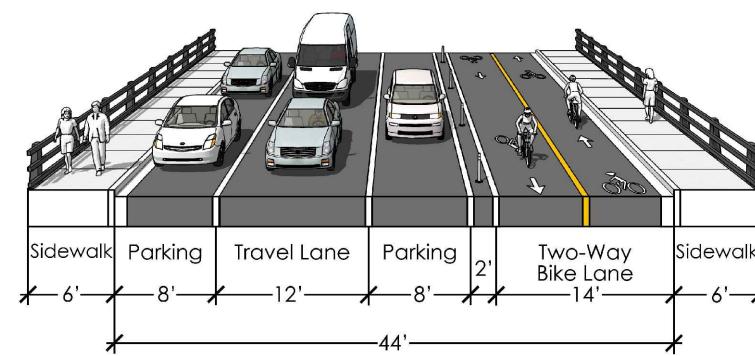 Sidewalk
Parking
Travel Lane
Parking
2'
Two-Way
Bike Lane
Sidewalk
6'
8'
12'
8'
14'
6'
44'